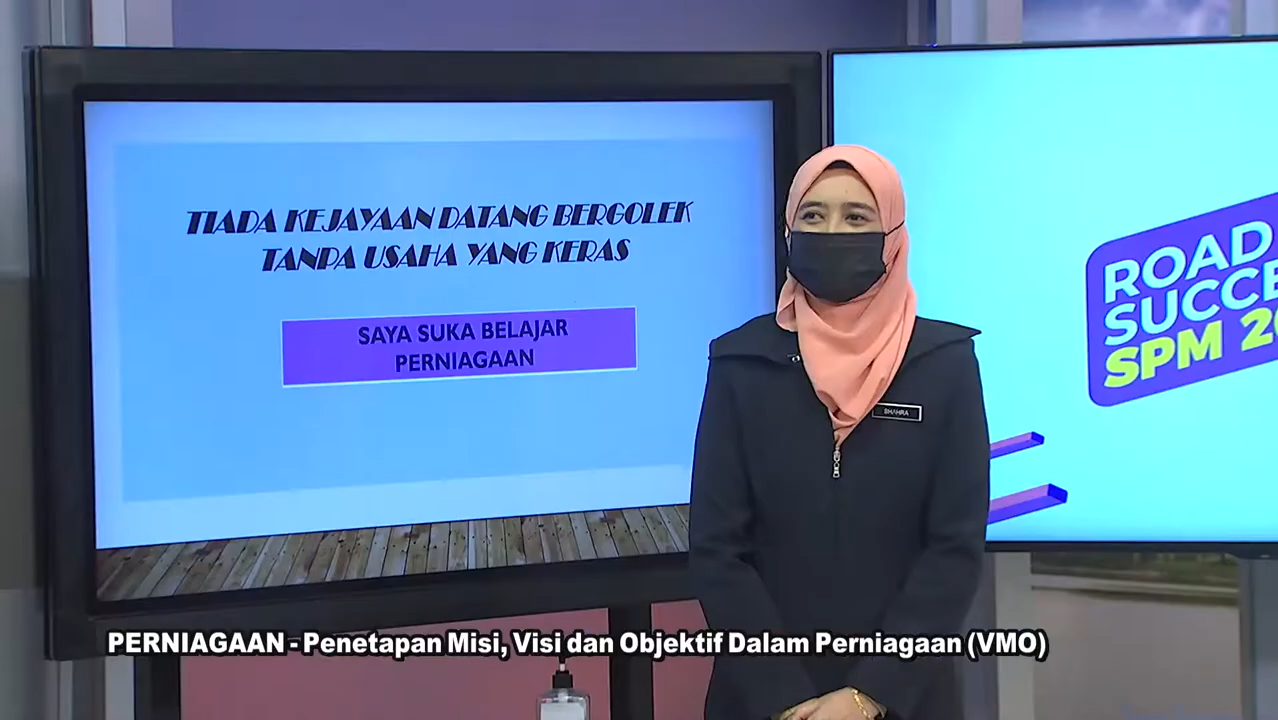 TIADA KEJAYAAN DATANG BERGOLEK
TANPA USAHA YANG KERAS
SAYA SUKA BELAJAR
PERNIAGAAN
ROAD
SUCCE
SPM 20
SHAHRA
PERNIAGAAN - Penetapan Misi, Visi dan Objektif Dalam Perniagaan (VMO)